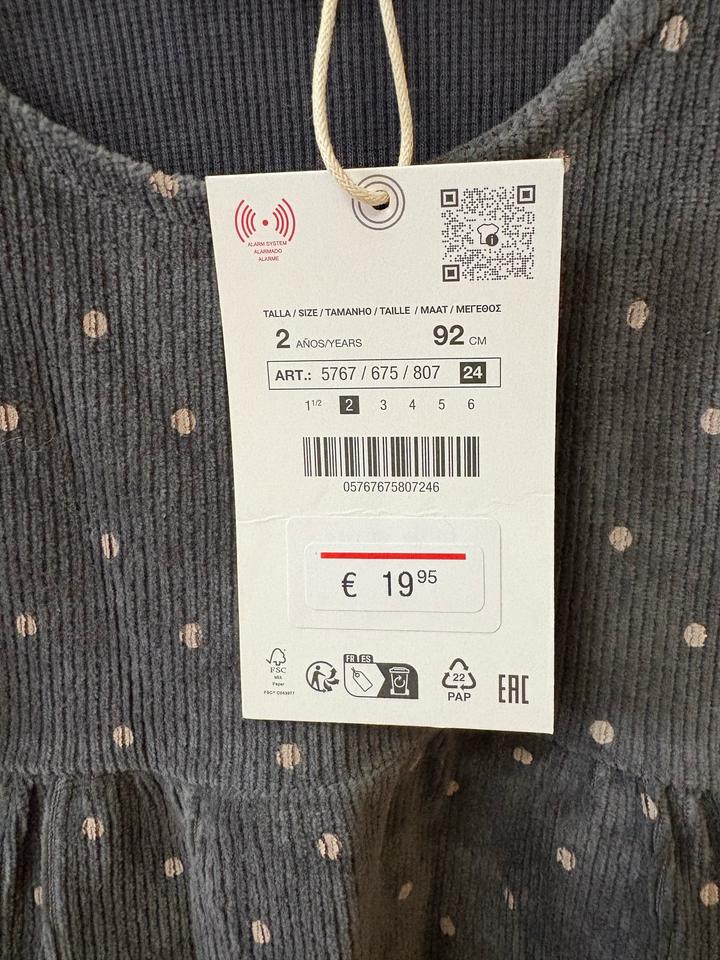 ALARM SYSTEM
ALARMADO
ALARME
TALLA / SIZE / TAMANHO / TAILLE / MAAT / ΜΕΓΕΘΟΣ
2 AÑOS/YEARS 92 CM
ART.: 5767 / 675 / 807 24
1 1/2 2 3 4 5 6
05767675807246
€ 19 95
FSC
MIX
Paper
FSC® C043977
FR ES
22
PAP
EAC